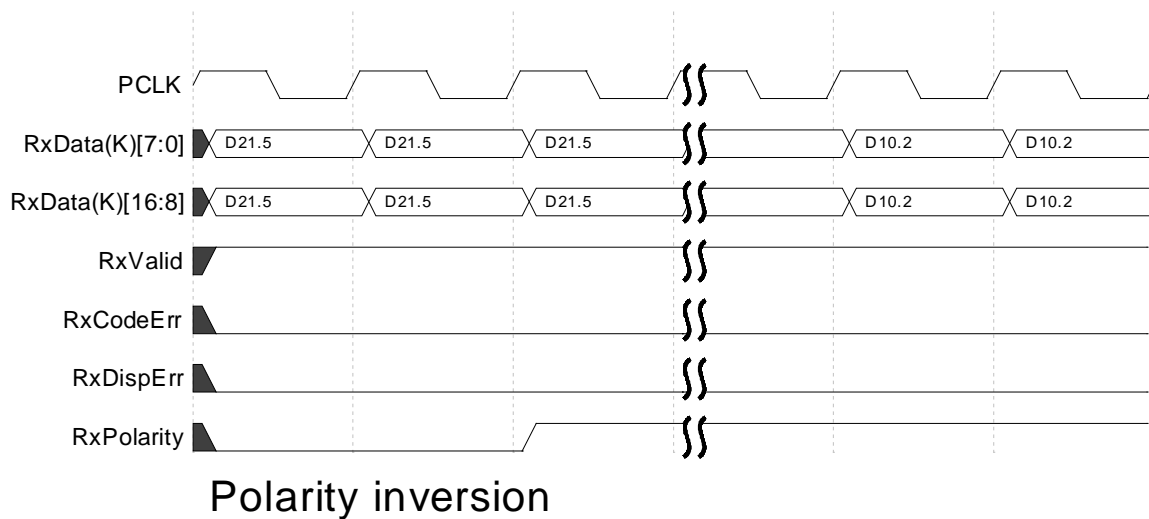 PCLK
RxData(K)[7:0] D21.5 D21.5 D21.5 D10.2 D10.2
RxData(K)[16:8] D21.5 D21.5 D21.5 D10.2 D10.2
RxValid
RxCodeErr
RxDispErr
RxPolarity
Polarity inversion